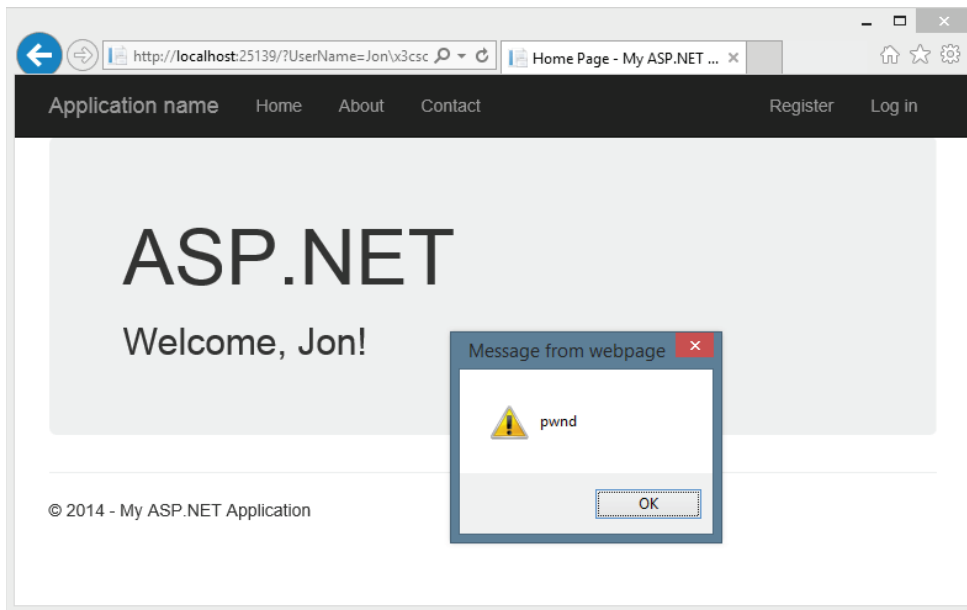 http://localhost:25139/?UserName=Jon\x3csc
Home Page - My ASP.NET ...
Application name Home About Contact Register Log in
ASP.NET
Welcome, Jon!
Message from webpage
pwnd
OK
© 2014 - My ASP.NET Application